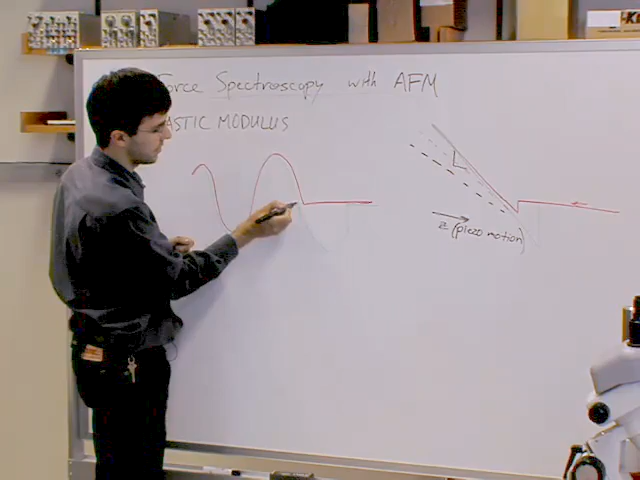 Force Spectroscopy with AFM
ASTIC MODULUS
z (piezo motion)